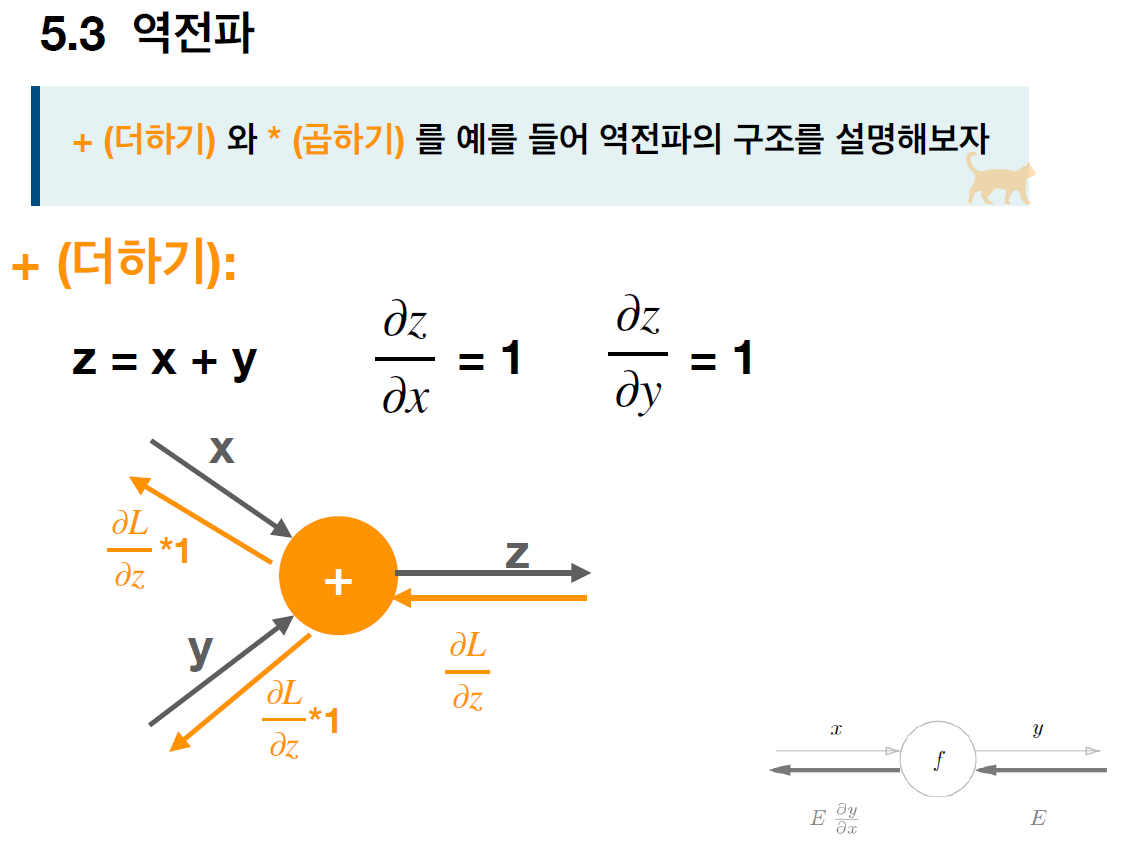 5.3 역전파
+ (더하기) 와 * (곱하기) 를 예를 들어 역전파의 구조를 설명해보자
+ (더하기):
z = x + y ∂z/∂x = 1 ∂z/∂y = 1
x
∂L/∂z *1
+
z
y
∂L/∂z
∂L/∂z *1
x y
f
E ∂y/∂x E